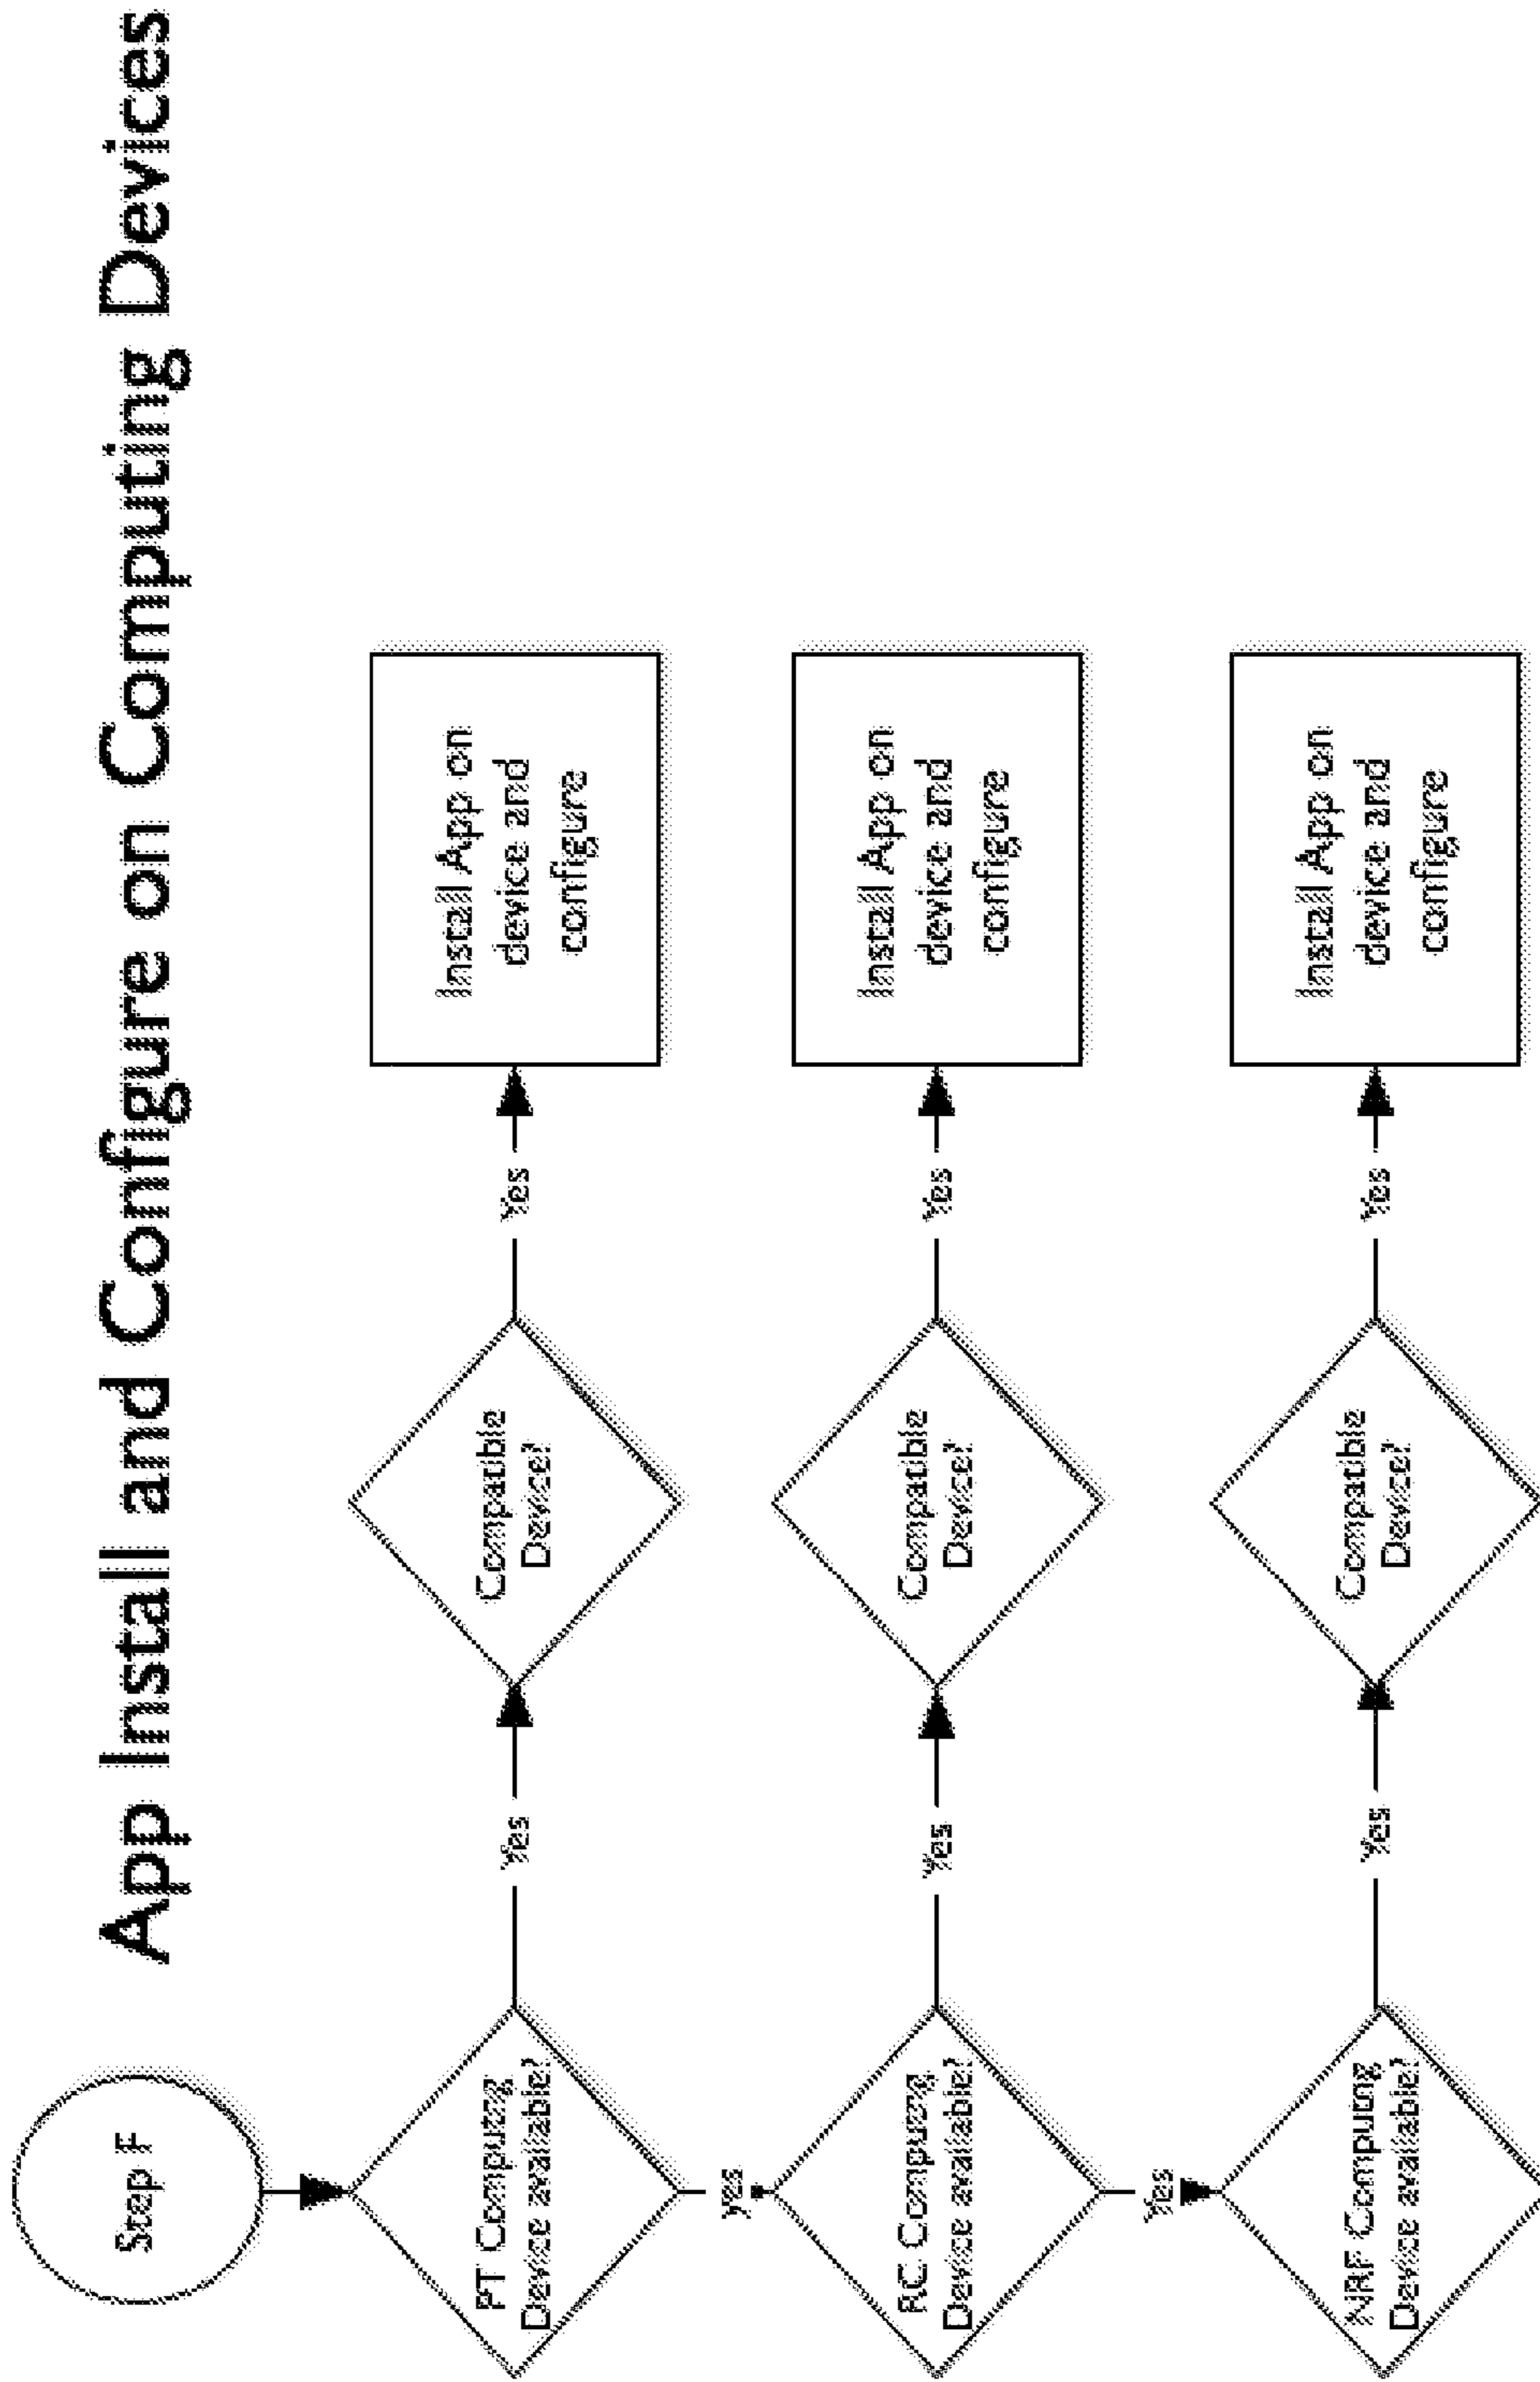 App Install and Configure on Computing Devices
Step F
PT Computing
Device available?
Yes
Compatible
Device?
Yes
Install App on
device and
configure
yes
RC Computing
Device available?
Yes
Compatible
Device?
Yes
Install App on
device and
configure
Yes
NRF Computing
Device available?
Yes
Compatible
Device?
Yes
Install App on
device and
configure